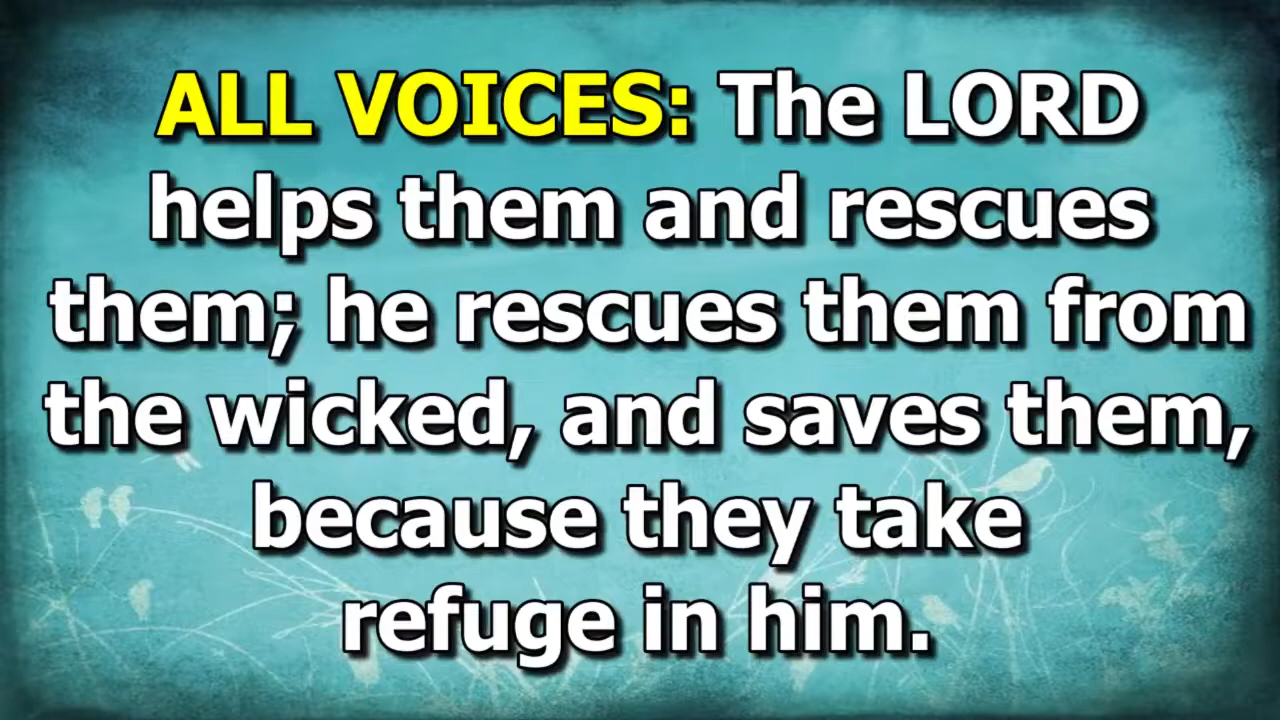 ALL VOICES: The LORD
helps them and rescues
them; he rescues them from
the wicked, and saves them,
because they take
refuge in him.